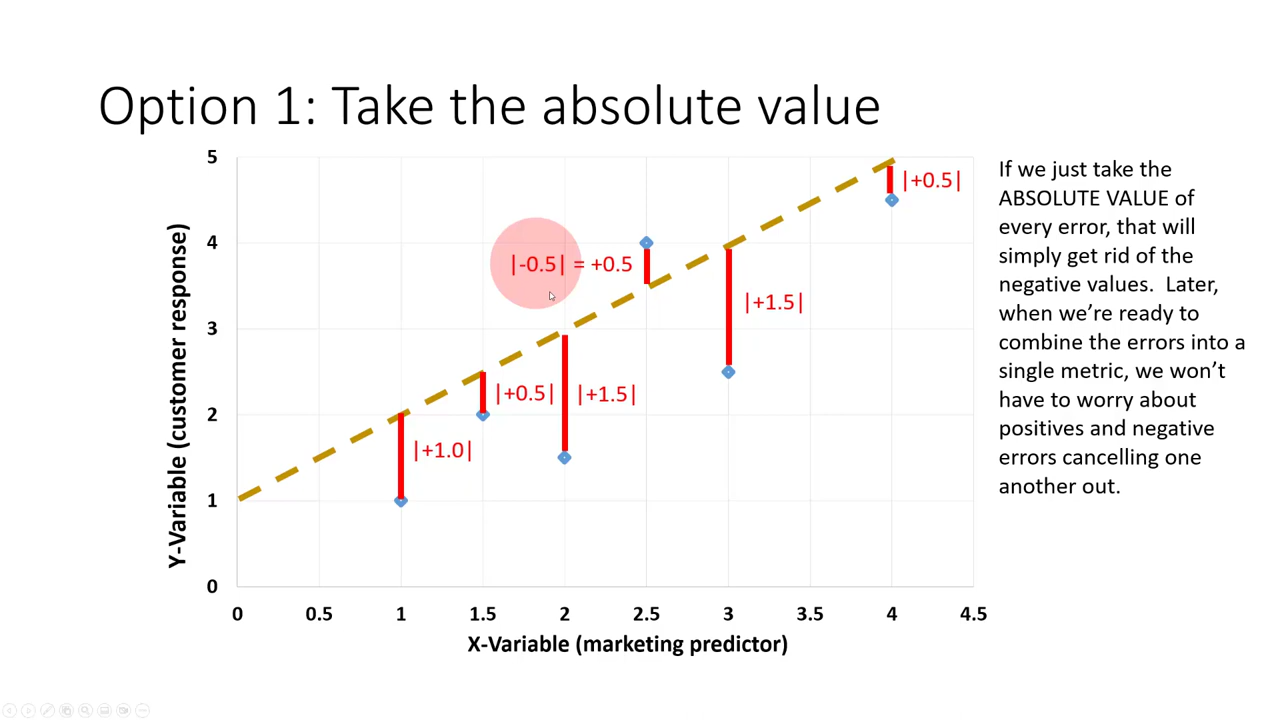 Option 1: Take the absolute value
5
4
3
2
1
0
Y-Variable (customer response)
|+0.5|
|-0.5| = +0.5
|+1.5|
|+0.5|
|+1.5|
|+1.0|
0 0.5 1 1.5 2 2.5 3 3.5 4 4.5
X-Variable (marketing predictor)
If we just take the
ABSOLUTE VALUE of
every error, that will
simply get rid of the
negative values. Later,
when we’re ready to
combine the errors into a
single metric, we won’t
have to worry about
positives and negative
errors cancelling one
another out.